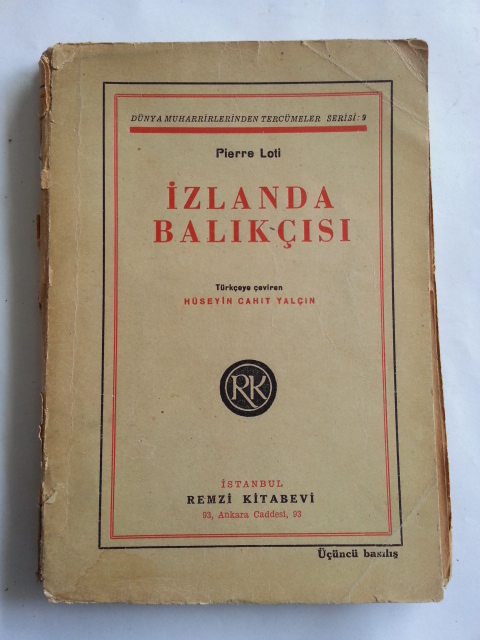 DÜNYA MUHARRİRLERİNDEN TERCÜMELER SERİSİ: 9
Pierre Loti
İZLANDA
BALIKÇISI
Türkçeye çeviren
HÜSEYİN CAHİT YALÇIN
RK
İSTANBUL
REMZİ KİTABEVİ
93, Ankara Caddesi, 93
Üçüncü basılış